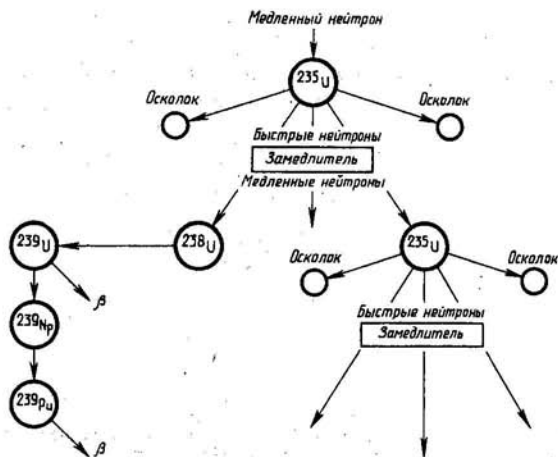 Медленный нейтрон
235U
Осколок
Осколок
Быстрые нейтроны
Замедлитель
Медленные нейтроны
239U
238U
235U
Осколок
Осколок
β
239Np
Быстрые нейтроны
Замедлитель
239Pu
β